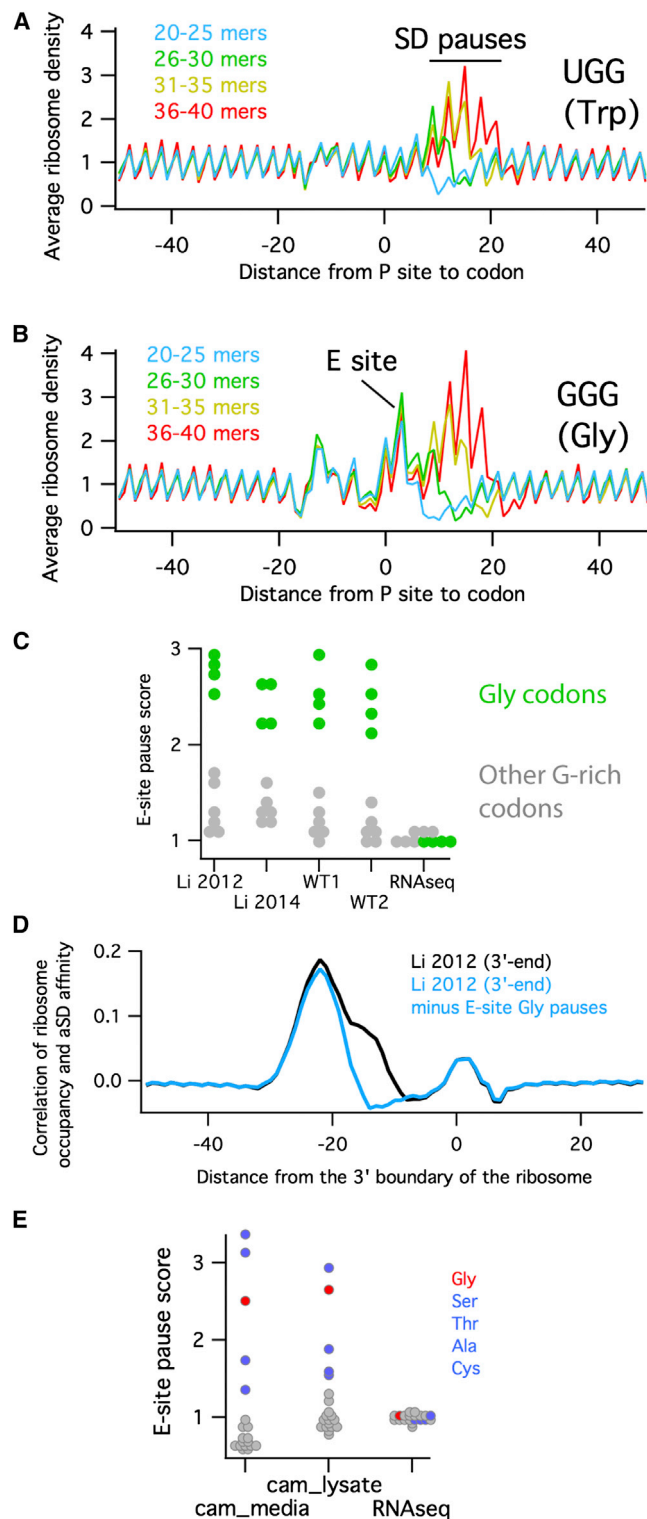 A
4
3
2
1
0
Average ribosome density
20-25 mers
26-30 mers
31-35 mers
36-40 mers
SD pauses
UGG
(Trp)
-40
-20
0
20
40
Distance from P site to codon
B
4
3
2
1
0
Average ribosome density
20-25 mers
26-30 mers
31-35 mers
36-40 mers
E site
GGG
(Gly)
-40
-20
0
20
40
Distance from P site to codon
C
3
2
1
E-site pause score
Gly codons
Other G-rich
codons
Li 2012
Li 2014
WT1
WT2
RNAseq
D
0.2
0.1
0.0
Correlation of ribosome
occupancy and aSD affinity
Li 2012 (3'-end)
Li 2012 (3'-end)
minus E-site Gly pauses
-40
-20
0
20
Distance from the 3' boundary of the ribosome
E
3
2
1
E-site pause score
Gly
Ser
Thr
Ala
Cys
cam_media
cam_lysate
RNAseq